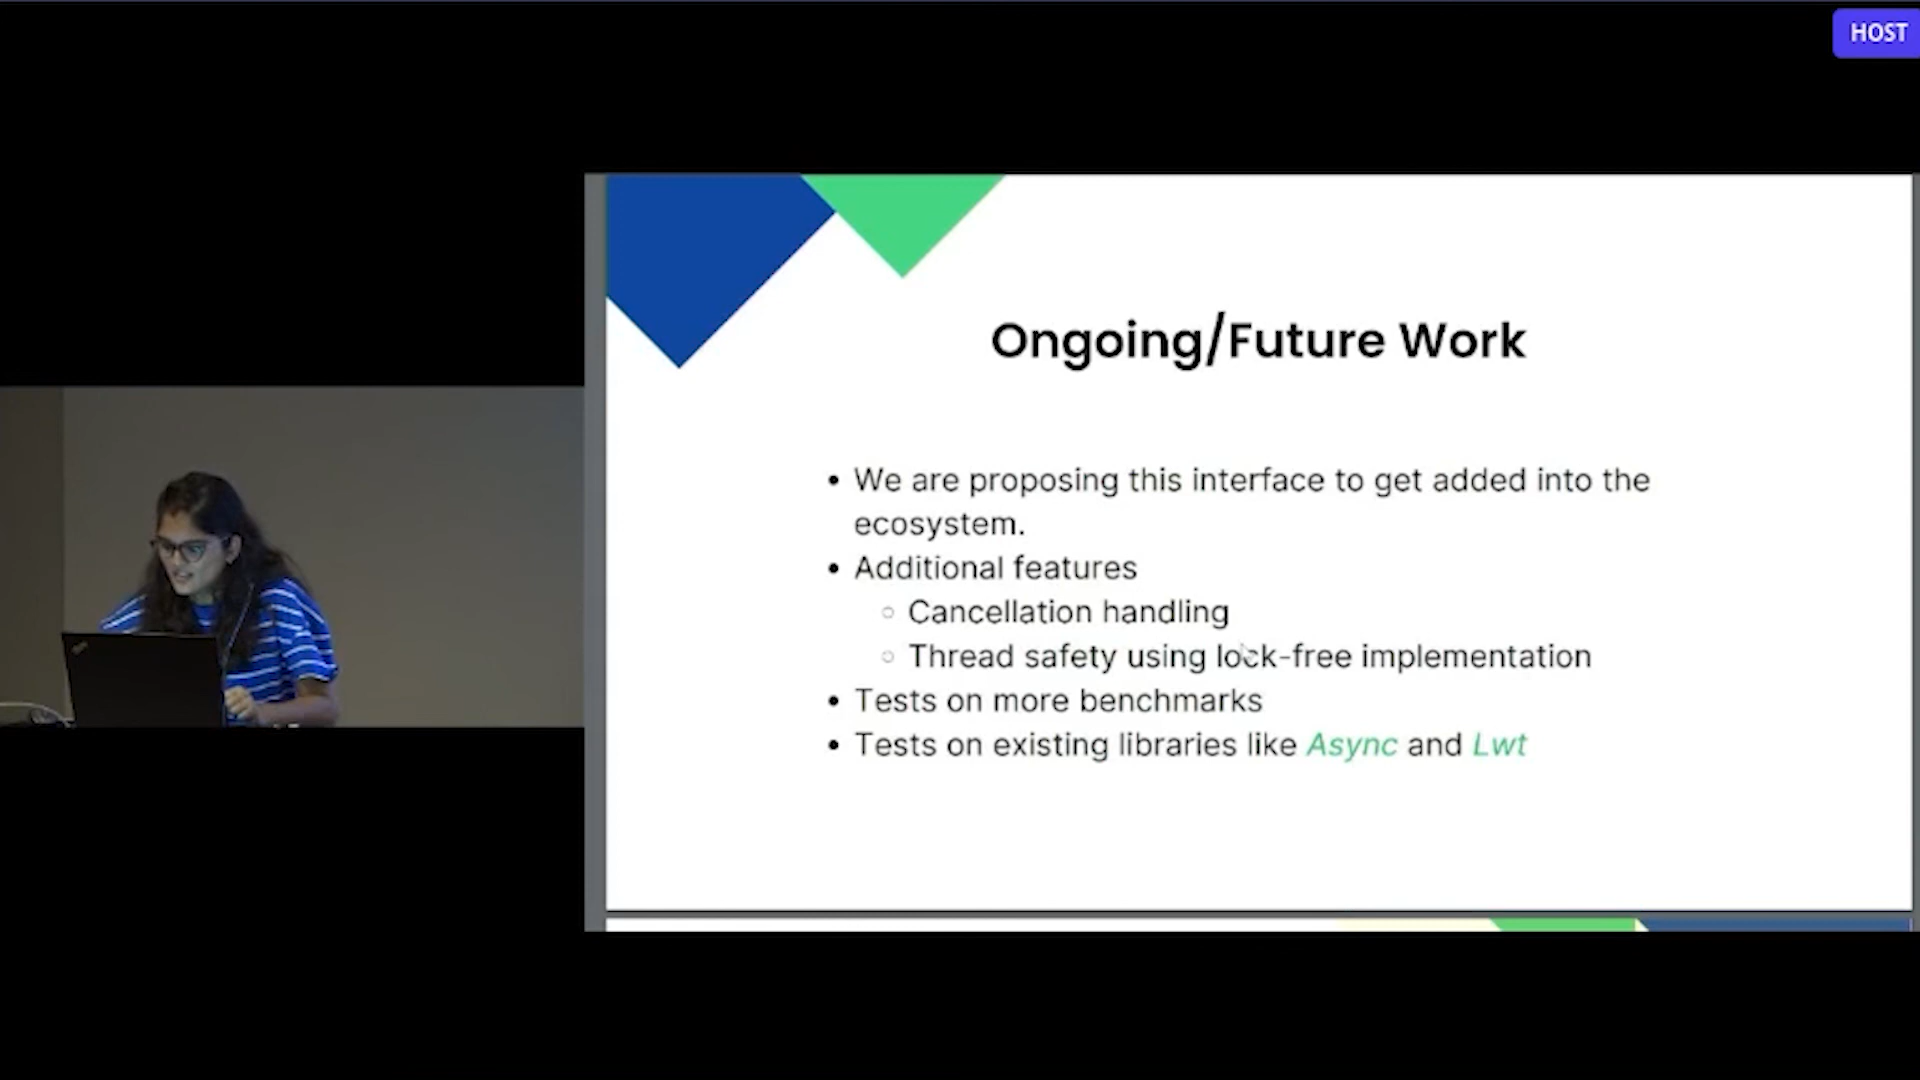 HOST
Ongoing/Future Work
We are proposing this interface to get added into the
ecosystem.
Additional features
Cancellation handling
Thread safety using lock-free implementation
Tests on more benchmarks
Tests on existing libraries like Async and Lwt